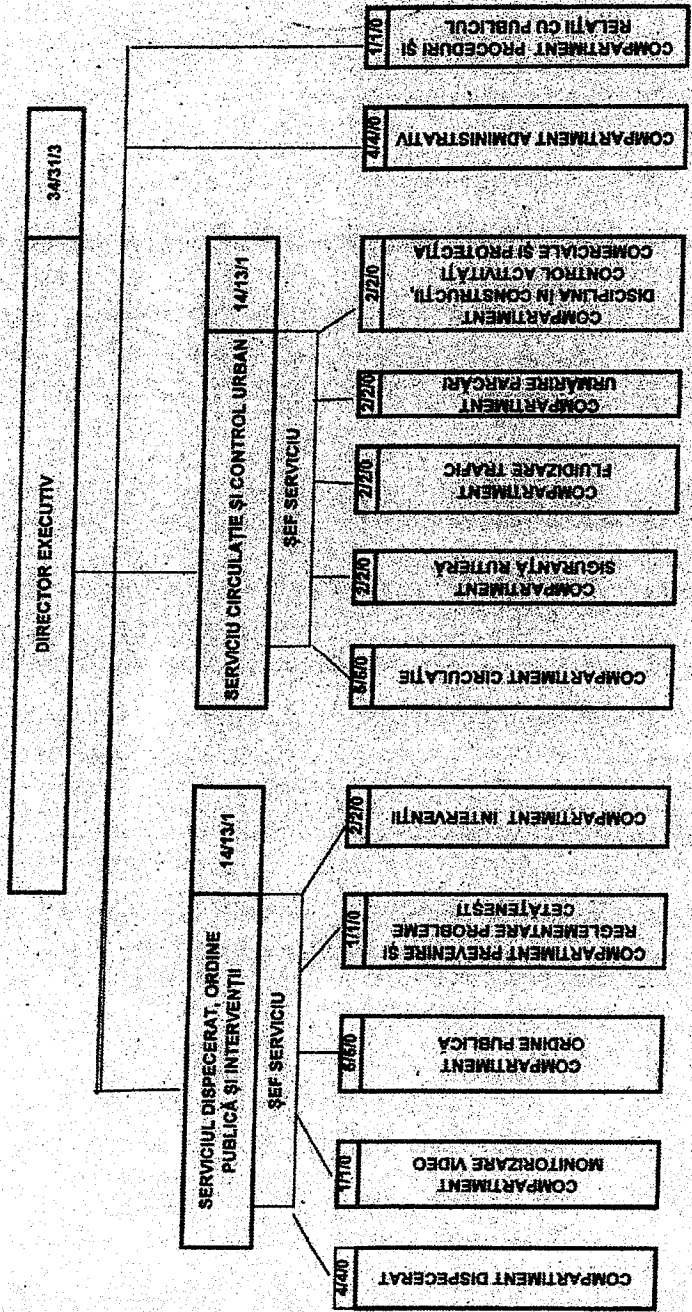 DIRECTOR EXECUTIV
34/31/3
SERVICIUL DISPECERAT, ORDINE
PUBLICĂ ȘI INTERVENȚII
14/13/1
ȘEF SERVICIU
SERVICIU CIRCULAȚIE ȘI CONTROL URBAN
14/13/1
ȘEF SERVICIU
4/4/0
COMPARTIMENT DISPECERAT
1/1/0
COMPARTIMENT
MONITORIZARE VIDEO
5/5/0
COMPARTIMENT
ORDINE PUBLICĂ
1/1/0
COMPARTIMENT PREVENIRE ȘI
REGLEMENTARE PROBLEME
CETĂȚENEȘTI
2/2/0
COMPARTIMENT INTERVENȚII
5/5/0
COMPARTIMENT CIRCULAȚIE
2/2/0
COMPARTIMENT
SIGURANȚĂ RUTIERĂ
2/2/0
COMPARTIMENT
FLUIDIZARE TRAFIC
2/2/0
COMPARTIMENT
URMĂRIRE PARCĂRI
2/2/0
COMPARTIMENT
DISCIPLINA ÎN CONSTRUCȚII,
CONTROL ACTIVITĂȚI
COMERCIALE ȘI PROTECȚIA
4/4/0
COMPARTIMENT ADMINISTRATIV
1/1/0
COMPARTIMENT PROCEDURI ȘI
RELAȚII CU PUBLICUL